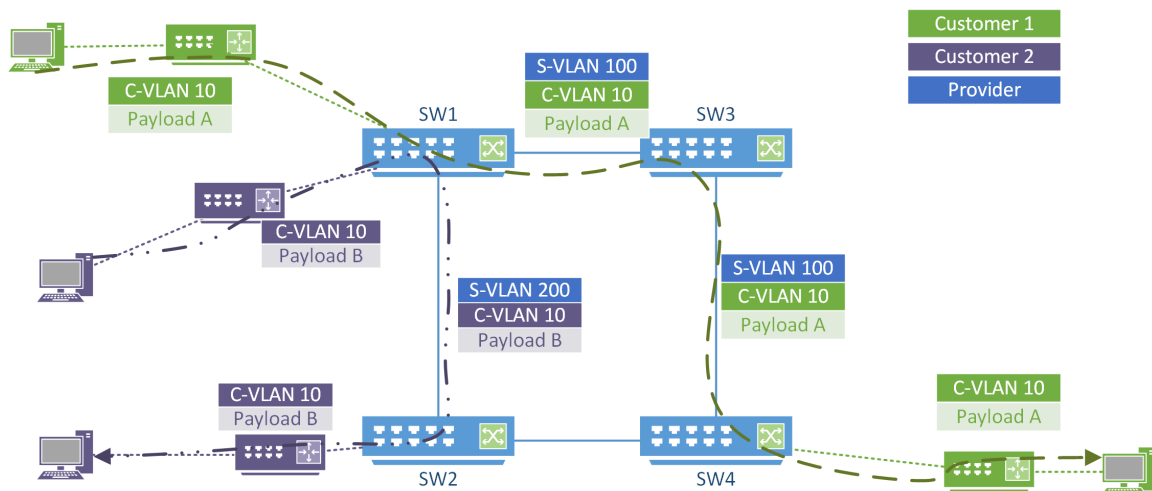 Customer 1
Customer 2
Provider
C-VLAN 10
Payload A
S-VLAN 100
C-VLAN 10
Payload A
SW1
SW3
C-VLAN 10
Payload B
S-VLAN 200
C-VLAN 10
Payload B
S-VLAN 100
C-VLAN 10
Payload A
C-VLAN 10
Payload B
C-VLAN 10
Payload A
SW2
SW4